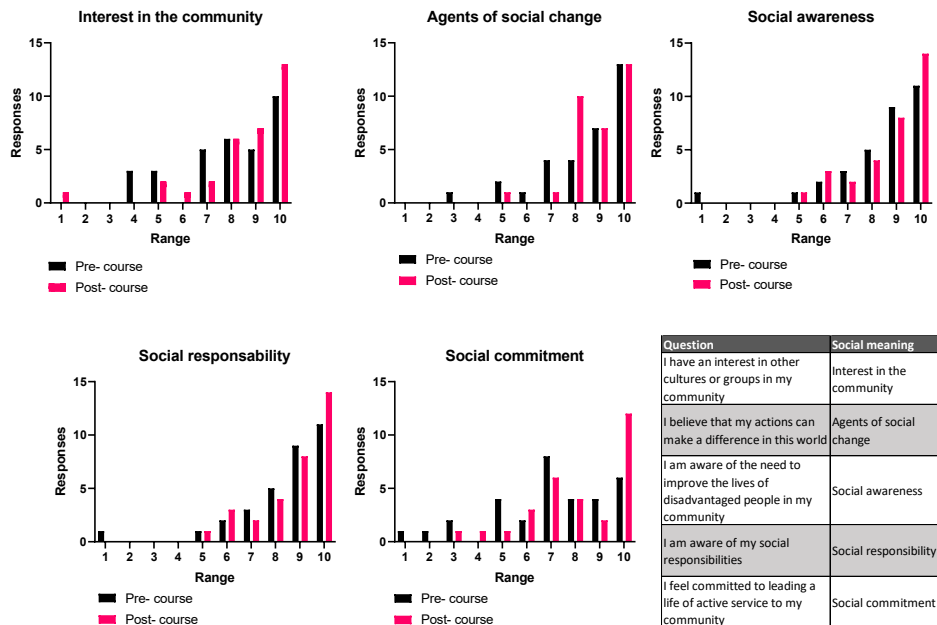 Interest in the community
Responses
15
10
5
0
1 2 3 4 5 6 7 8 9 10
Range
Pre- course
Post- course
Agents of social change
Responses
15
10
5
0
1 2 3 4 5 6 7 8 9 10
Range
Pre- course
Post- course
Social awareness
Responses
15
10
5
0
1 2 3 4 5 6 7 8 9 10
Range
Pre- course
Post- course
Social responsability
Responses
15
10
5
0
1 2 3 4 5 6 7 8 9 10
Range
Pre- course
Post- course
Social commitment
Responses
15
10
5
0
1 2 3 4 5 6 7 8 9 10
Range
Pre- course
Post- course
Question Social meaning
I have an interest in other
cultures or groups in my
community
Interest in the
community
I believe that my actions can
make a difference in this world
Agents of social
change
I am aware of the need to
improve the lives of
disadvantaged people in my
community
Social awareness
I am aware of my social
responsibilities
Social responsibility
I feel committed to leading a
life of active service to my
community
Social commitment